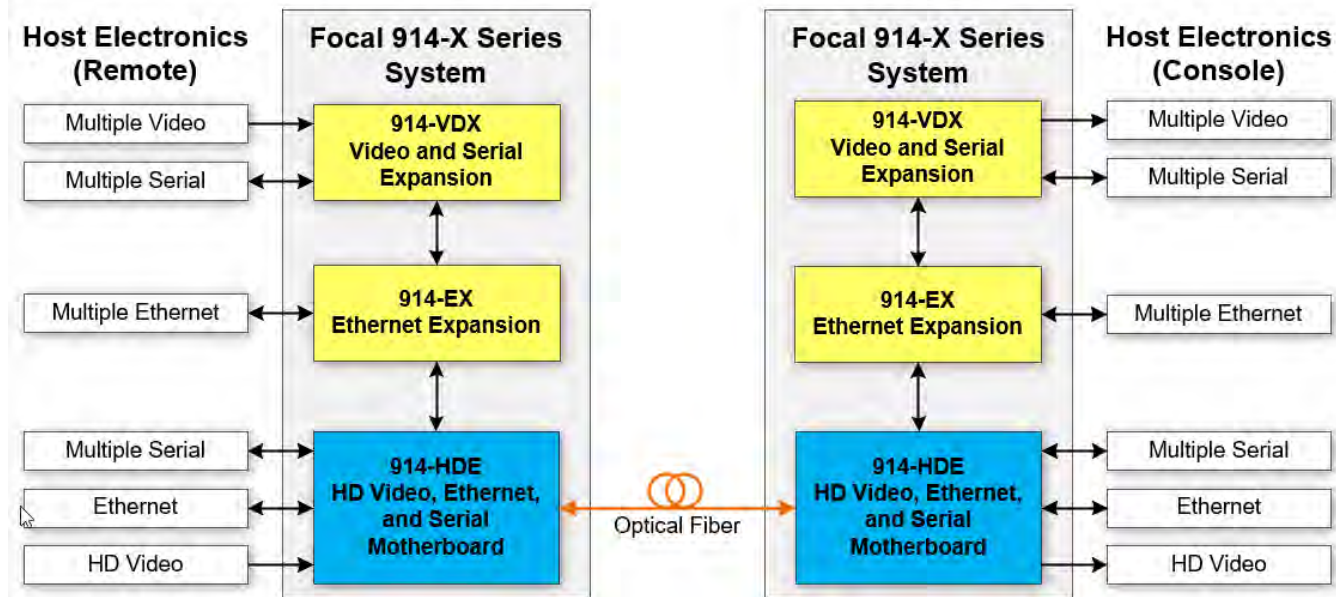 Host Electronics
(Remote)
Multiple Video
Multiple Serial
Multiple Ethernet
Multiple Serial
Ethernet
HD Video
Focal 914-X Series
System
914-VDX
Video and Serial
Expansion
914-EX
Ethernet Expansion
914-HDE
HD Video, Ethernet,
and Serial
Motherboard
Optical Fiber
Focal 914-X Series
System
914-VDX
Video and Serial
Expansion
914-EX
Ethernet Expansion
914-HDE
HD Video, Ethernet,
and Serial
Motherboard
Host Electronics
(Console)
Multiple Video
Multiple Serial
Multiple Ethernet
Multiple Serial
Ethernet
HD Video